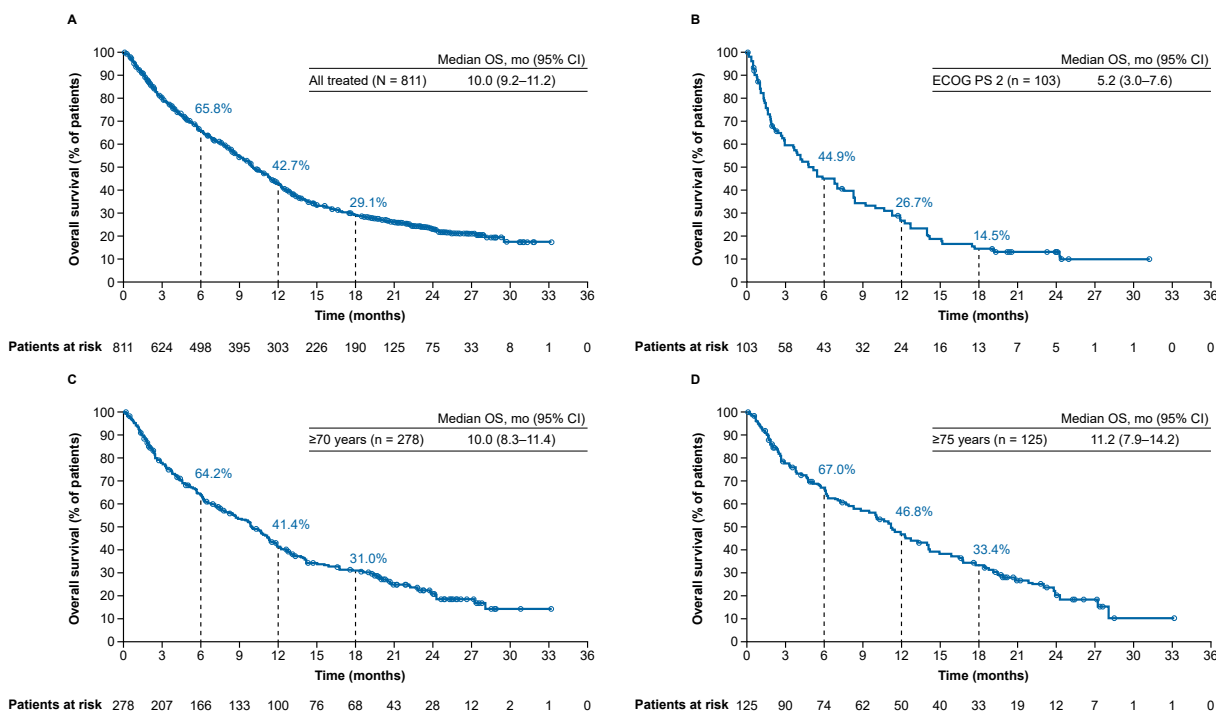 A
Overall survival (% of patients)
100
90
80
70
60
50
40
30
20
10
0
Median OS, mo (95% CI)
All treated (N = 811) 10.0 (9.2–11.2)
65.8%
42.7%
29.1%
0 3 6 9 12 15 18 21 24 27 30 33 36
Time (months)
Patients at risk 811 624 498 395 303 226 190 125 75 33 8 1 0
B
Overall survival (% of patients)
100
90
80
70
60
50
40
30
20
10
0
Median OS, mo (95% CI)
ECOG PS 2 (n = 103) 5.2 (3.0–7.6)
44.9%
26.7%
14.5%
0 3 6 9 12 15 18 21 24 27 30 33 36
Time (months)
Patients at risk 103 58 43 32 24 16 13 7 5 1 1 0 0
C
Overall survival (% of patients)
100
90
80
70
60
50
40
30
20
10
0
Median OS, mo (95% CI)
≥70 years (n = 278) 10.0 (8.3–11.4)
64.2%
41.4%
31.0%
0 3 6 9 12 15 18 21 24 27 30 33 36
Time (months)
Patients at risk 278 207 166 133 100 76 68 43 28 12 2 1 0
D
Overall survival (% of patients)
100
90
80
70
60
50
40
30
20
10
0
Median OS, mo (95% CI)
≥75 years (n = 125) 11.2 (7.9–14.2)
67.0%
46.8%
33.4%
0 3 6 9 12 15 18 21 24 27 30 33 36
Time (months)
Patients at risk 125 90 74 62 50 40 33 19 12 7 1 1 0